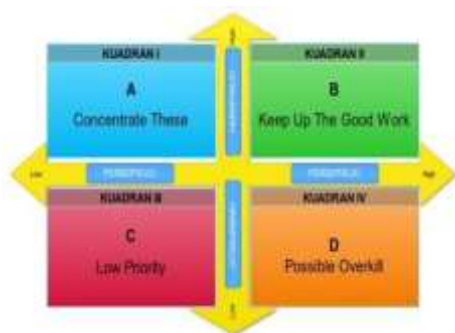 KUADRAN I
A
Concentrate These
KUADRAN II
B
Keep Up The Good Work
Low
High
KUADRAN III
C
Low Priority
KUADRAN IV
D
Possible Overkill